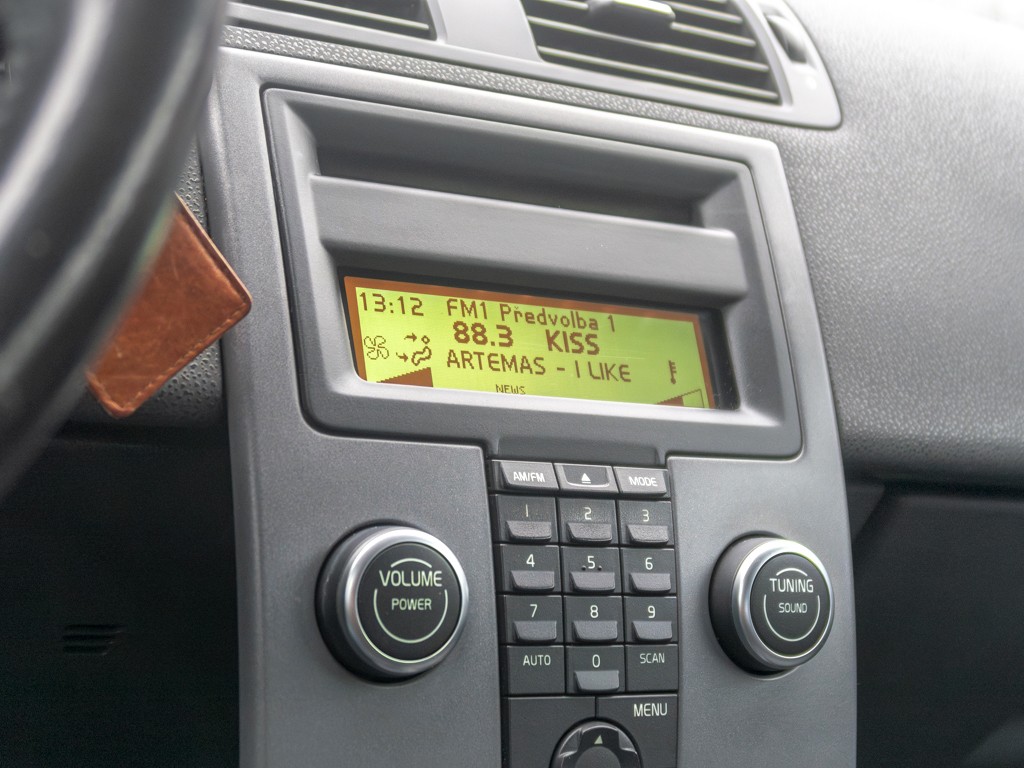 13:12 FM1 Předvolba 1
88.3 KISS
ARTEMAS - I LIKE
NEWS
AM/FM MODE
1 2 3
4 5 6
7 8 9
AUTO 0 SCAN
MENU
VOLUME
POWER
TUNING
SOUND